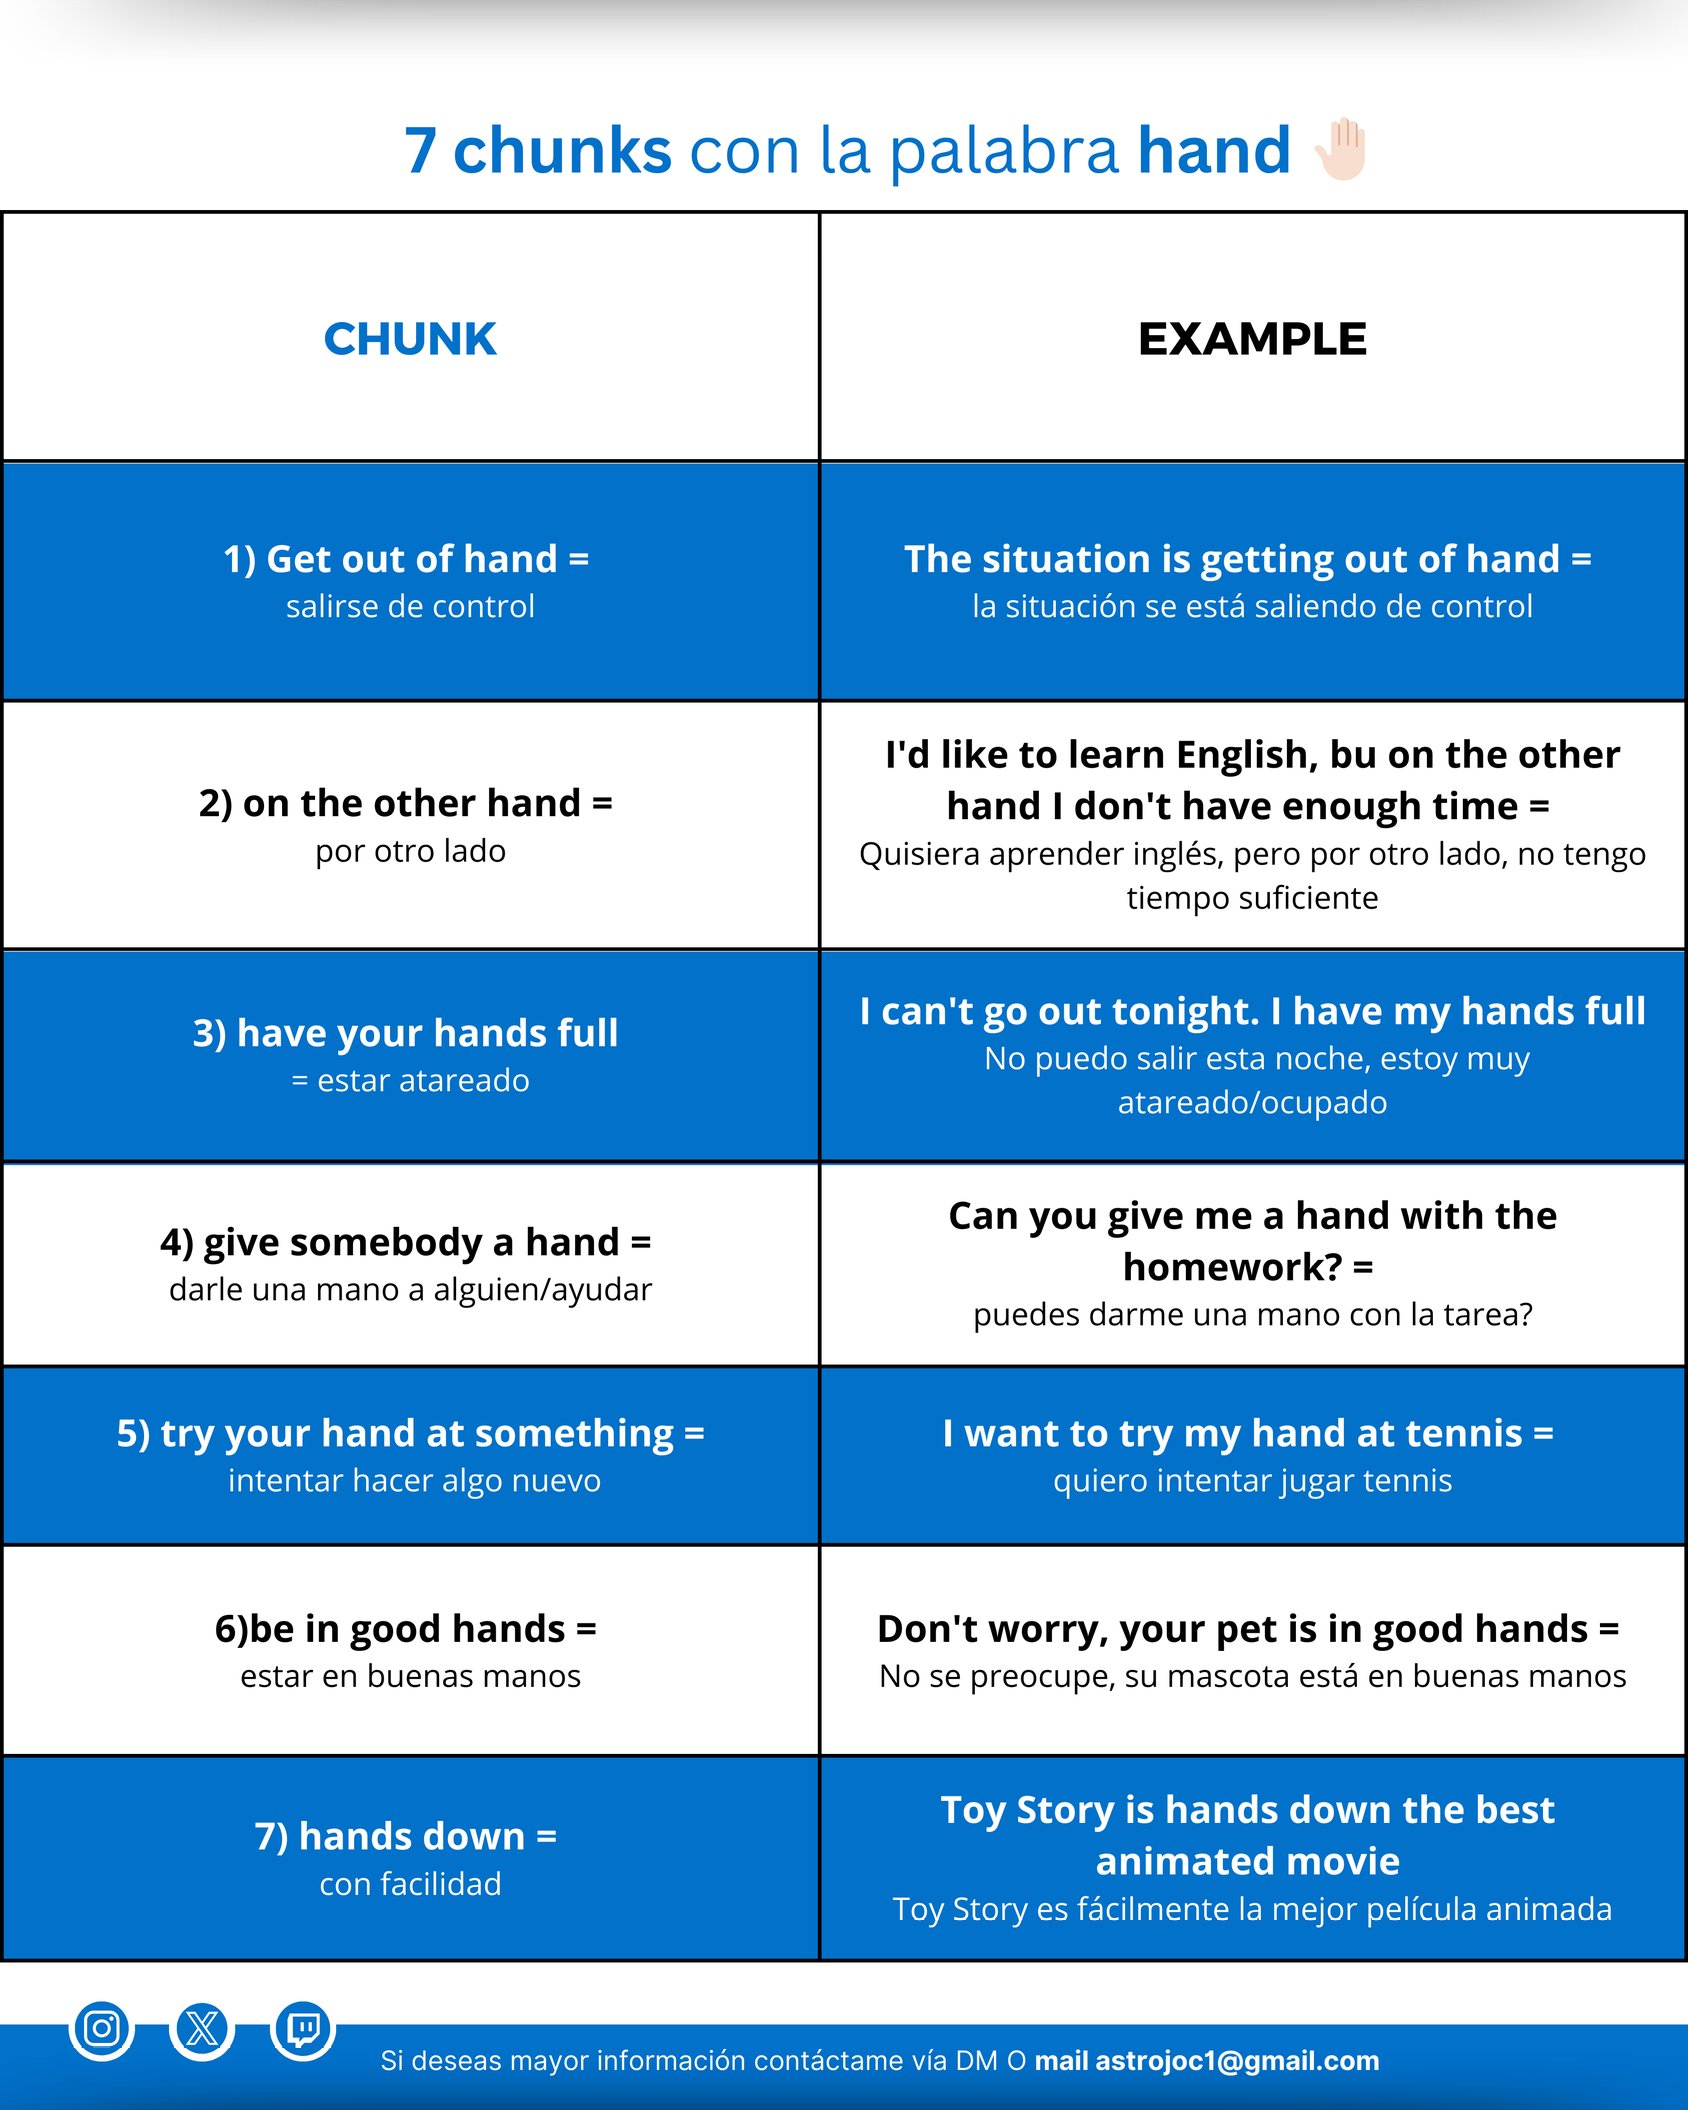 7 chunks con la palabra hand
CHUNK
EXAMPLE
1) Get out of hand =
salirse de control
The situation is getting out of hand =
la situación se está saliendo de control
2) on the other hand =
por otro lado
I'd like to learn English, bu on the other
hand I don't have enough time =
Quisiera aprender inglés, pero por otro lado, no tengo
tiempo suficiente
3) have your hands full
= estar atareado
I can't go out tonight. I have my hands full
No puedo salir esta noche, estoy muy
atareado/ocupado
4) give somebody a hand =
darle una mano a alguien/ayudar
Can you give me a hand with the
homework? =
puedes darme una mano con la tarea?
5) try your hand at something =
intentar hacer algo nuevo
I want to try my hand at tennis =
quiero intentar jugar tennis
6)be in good hands =
estar en buenas manos
Don't worry, your pet is in good hands =
No se preocupe, su mascota está en buenas manos
7) hands down =
con facilidad
Toy Story is hands down the best
animated movie
Toy Story es fácilmente la mejor película animada
Si deseas mayor información contáctame vía DM O mail astrojoc1@gmail.com